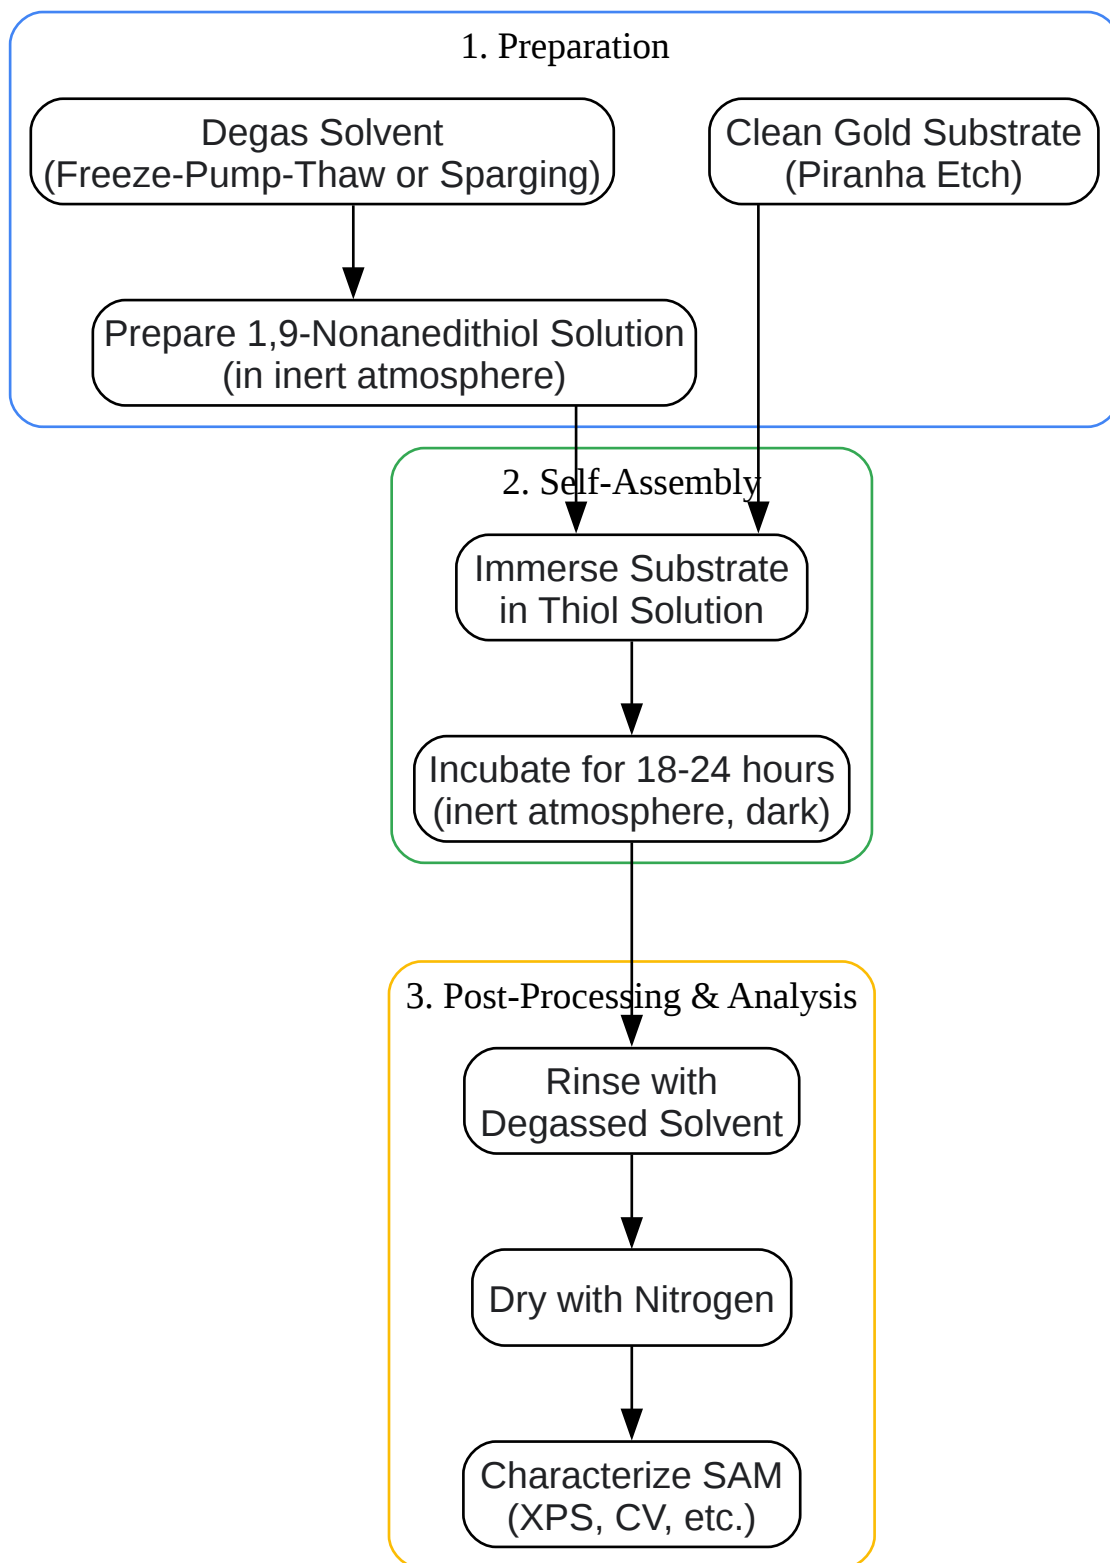 1. Preparation
Degas Solvent
(Freeze-Pump-Thaw or Sparging)
Clean Gold Substrate
(Piranha Etch)
Prepare 1,9-Nonanedithiol Solution
(in inert atmosphere)
2. Self-Assembly
Immerse Substrate
in Thiol Solution
Incubate for 18-24 hours
(inert atmosphere, dark)
3. Post-Processing & Analysis
Rinse with
Degassed Solvent
Dry with Nitrogen
Characterize SAM
(XPS, CV, etc.)